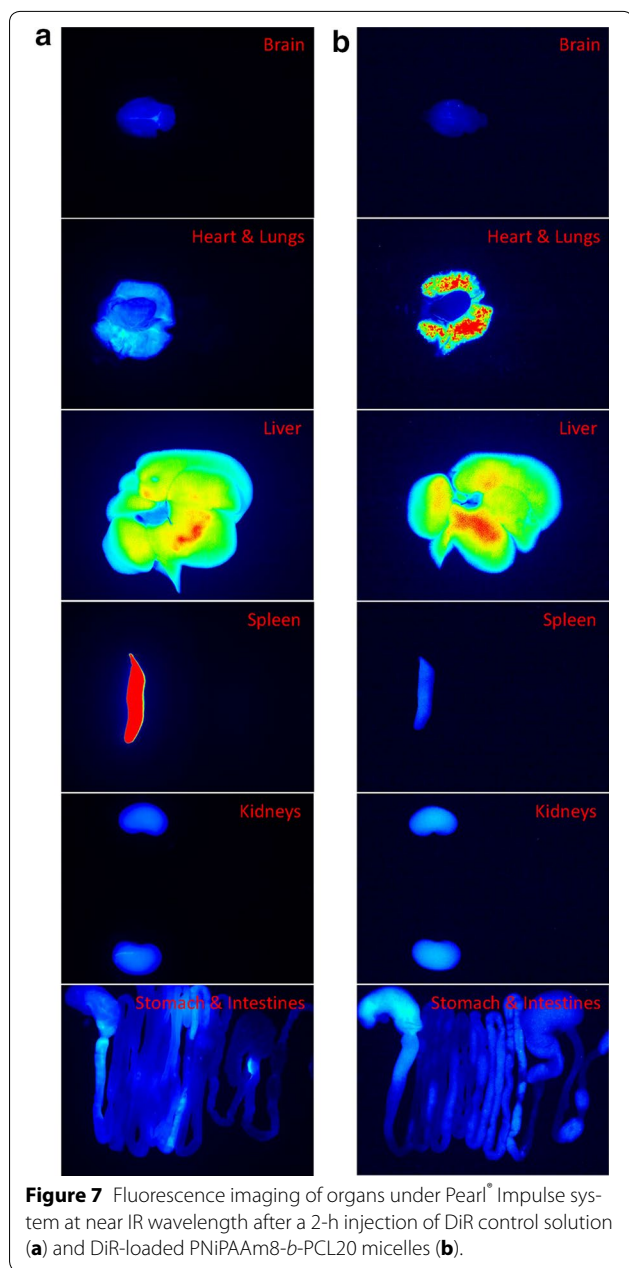 a
b
Brain
Brain
Heart & Lungs
Heart & Lungs
Liver
Liver
Spleen
Spleen
Kidneys
Kidneys
Stomach & Intestines
Stomach & Intestines
Figure 7 Fluorescence imaging of organs under Pearl® Impulse sys-
tem at near IR wavelength after a 2-h injection of DiR control solution
(a) and DiR-loaded PNiPAAm8-b-PCL20 micelles (b).